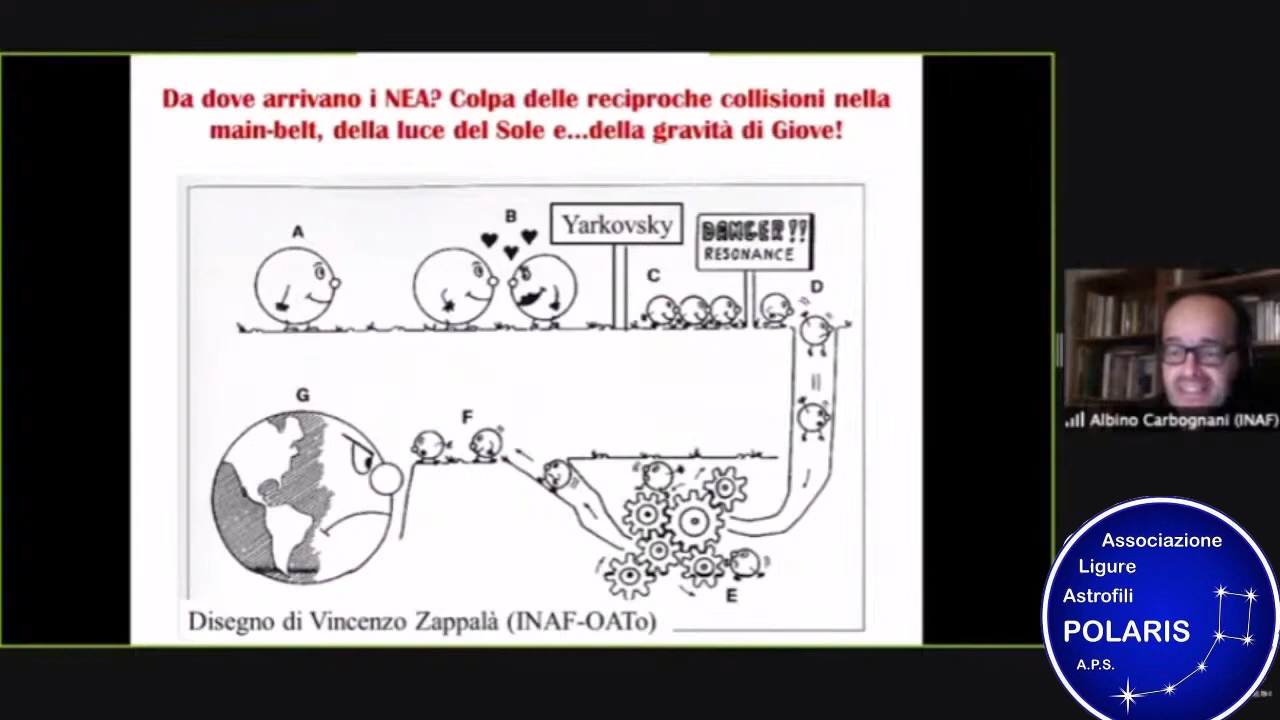 Da dove arrivano i NEA? Colpa delle reciproche collisioni nella
main-belt, della luce del Sole e...della gravità di Giove!
A
B
Yarkovsky
DANGER!!
RESONANCE
C
D
G
F
E
Disegno di Vincenzo Zappalà (INAF-OATo)
Albino Carbognani (INAF)
Associazione
Ligure
Astrofili
POLARIS
A.P.S.